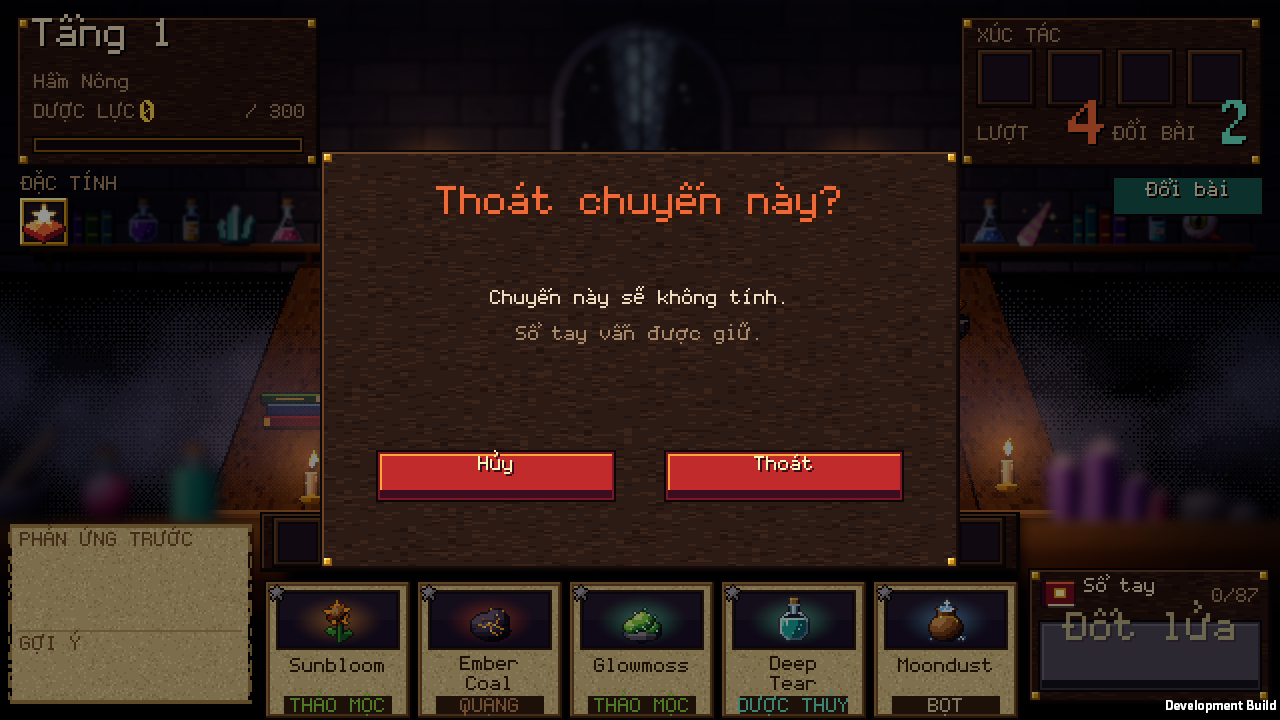 Tầng 1
Hầm Nông
DƯỢC LỰC 0 / 300
ĐẶC TÍNH
XÚC TÁC
LƯỢT 4 ĐỔI BÀI 2
Đổi bài
Thoát chuyến này?
Chuyến này sẽ không tính.
Sổ tay vẫn được giữ.
Hủy
Thoát
PHẢN ỨNG TRƯỚC
GỢI Ý
Sunbloom
THẢO MỘC
Ember
Coal
QUẶNG
Glowmoss
THẢO MỘC
Deep
Tear
DƯỢC THUỶ
Moondust
BỘT
Sổ tay
0/87
Đốt lửa
Development Build